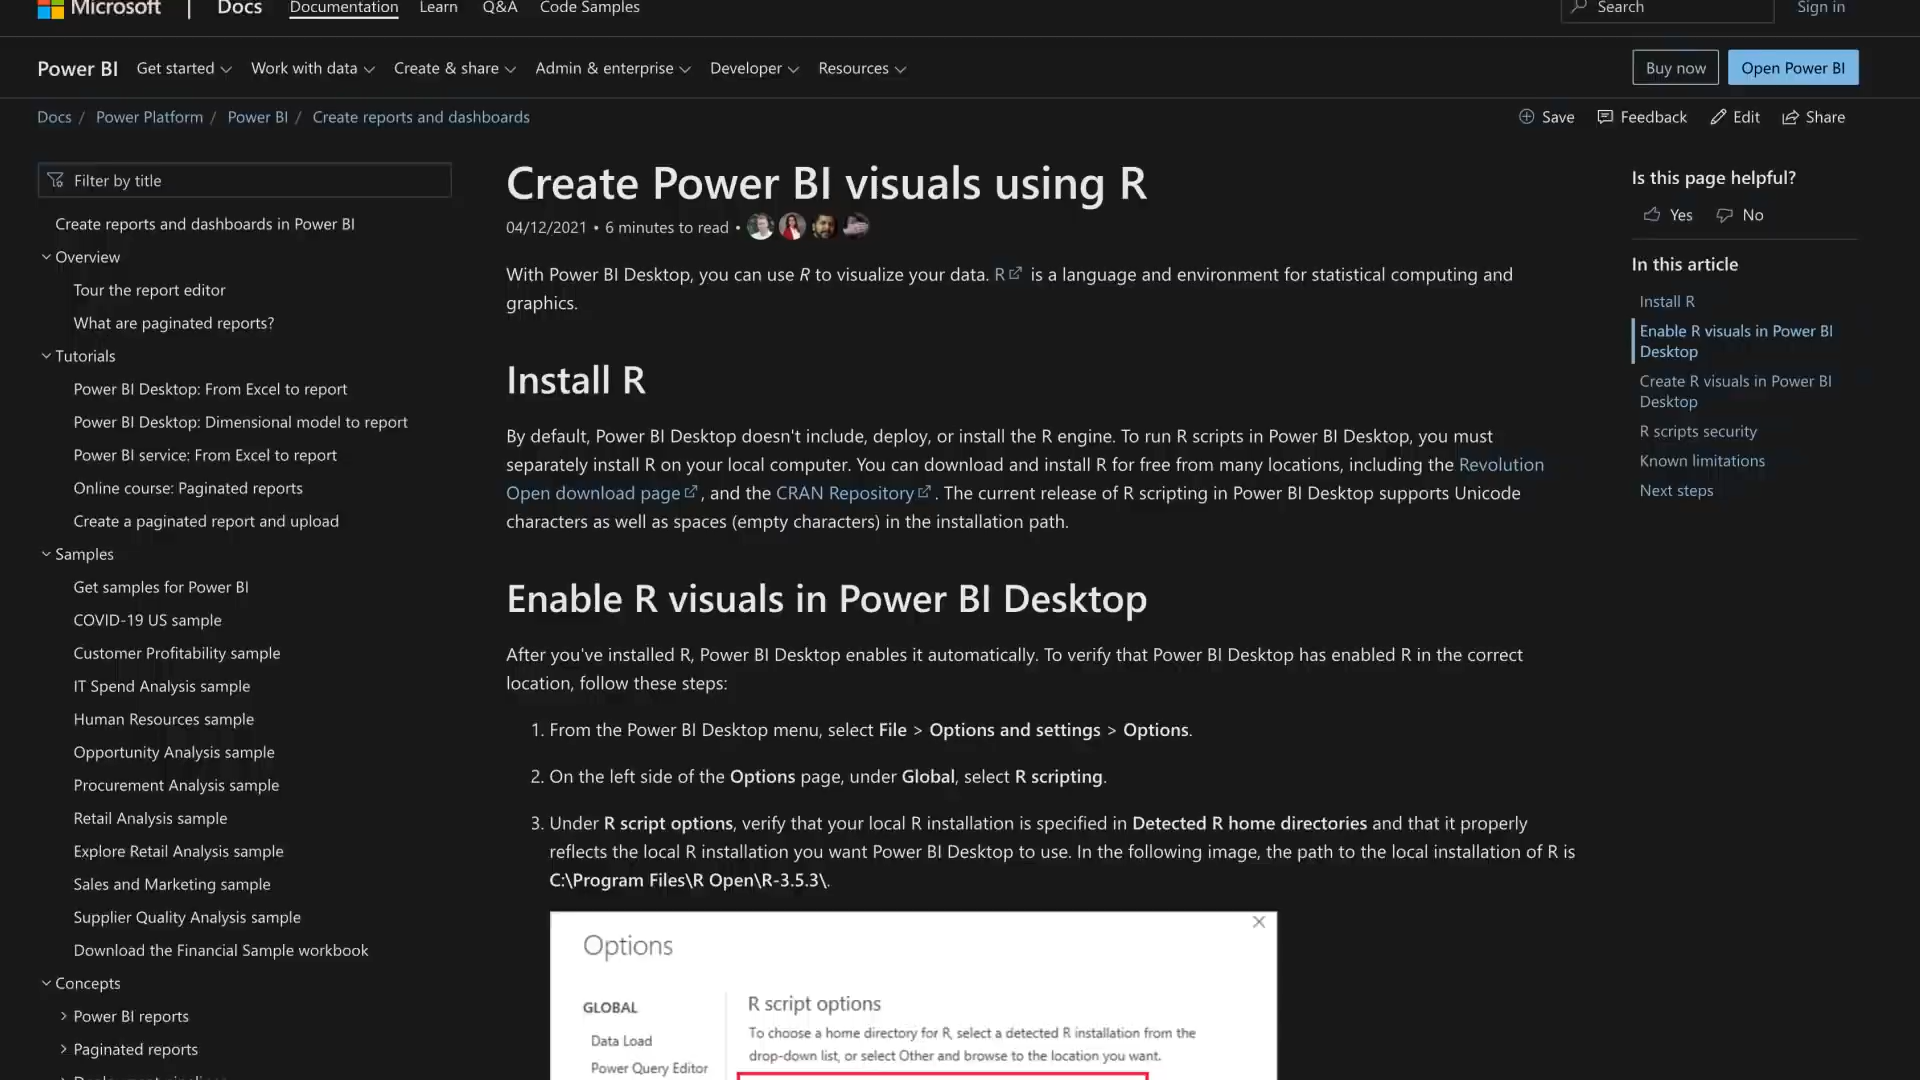 Microsoft | Docs Documentation Learn Q&A Code Samples Search Sign in
Power BI Get started Work with data Create & share Admin & enterprise Developer Resources Buy now Open Power BI
Docs / Power Platform / Power BI / Create reports and dashboards Save Feedback Edit Share
Filter by title
Create reports and dashboards in Power BI
Overview
Tour the report editor
What are paginated reports?
Tutorials
Power BI Desktop: From Excel to report
Power BI Desktop: Dimensional model to report
Power BI service: From Excel to report
Online course: Paginated reports
Create a paginated report and upload
Samples
Get samples for Power BI
COVID-19 US sample
Customer Profitability sample
IT Spend Analysis sample
Human Resources sample
Opportunity Analysis sample
Procurement Analysis sample
Retail Analysis sample
Explore Retail Analysis sample
Sales and Marketing sample
Supplier Quality Analysis sample
Download the Financial Sample workbook
Concepts
Power BI reports
Paginated reports
Create Power BI visuals using R
04/12/2021 • 6 minutes to read •
With Power BI Desktop, you can use R to visualize your data. R is a language and environment for statistical computing and
graphics.
Install R
By default, Power BI Desktop doesn't include, deploy, or install the R engine. To run R scripts in Power BI Desktop, you must
separately install R on your local computer. You can download and install R for free from many locations, including the Revolution
Open download page , and the CRAN Repository . The current release of R scripting in Power BI Desktop supports Unicode
characters as well as spaces (empty characters) in the installation path.
Enable R visuals in Power BI Desktop
After you've installed R, Power BI Desktop enables it automatically. To verify that Power BI Desktop has enabled R in the correct
location, follow these steps:
1. From the Power BI Desktop menu, select File > Options and settings > Options.
2. On the left side of the Options page, under Global, select R scripting.
3. Under R script options, verify that your local R installation is specified in Detected R home directories and that it properly
reflects the local R installation you want Power BI Desktop to use. In the following image, the path to the local installation of R is
C:\Program Files\R Open\R-3.5.3\.
Options
GLOBAL
Data Load
Power Query Editor
R script options
To choose a home directory for R, select a detected R installation from the
drop-down list, or select Other and browse to the location you want.
Is this page helpful?
Yes No
In this article
Install R
Enable R visuals in Power BI
Desktop
Create R visuals in Power BI
Desktop
R scripts security
Known limitations
Next steps